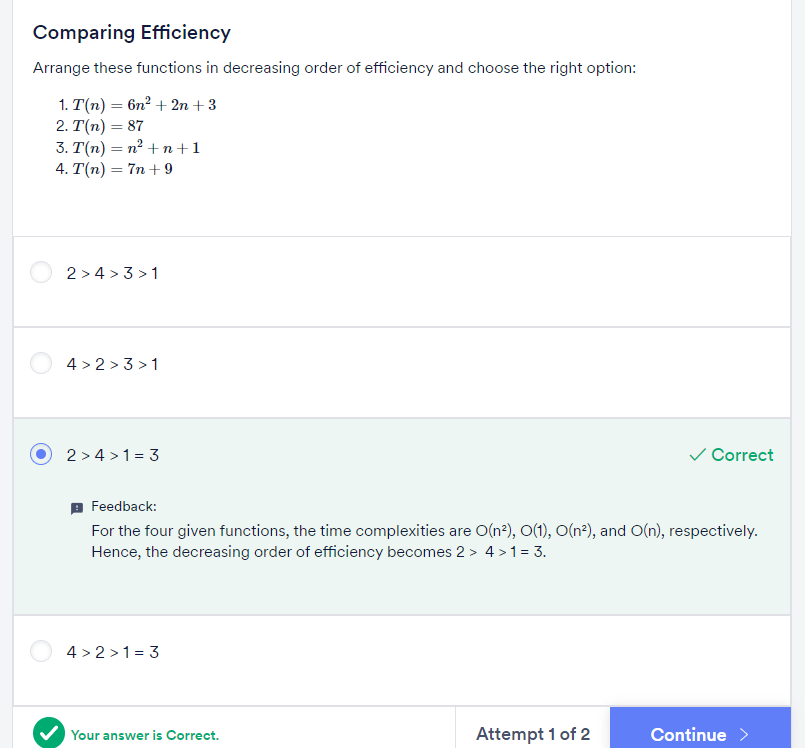 Comparing Efficiency
Arrange these functions in decreasing order of efficiency and choose the right option:
1. T(n) = 6n² + 2n + 3
2. T(n) = 87
3. T(n) = n² + n + 1
4. T(n) = 7n + 9
2 > 4 > 3 > 1
4 > 2 > 3 > 1
2 > 4 > 1 = 3
Correct
Feedback:
For the four given functions, the time complexities are O(n²), O(1), O(n²), and O(n), respectively.
Hence, the decreasing order of efficiency becomes 2 > 4 > 1 = 3.
4 > 2 > 1 = 3
Your answer is Correct.
Attempt 1 of 2
Continue >